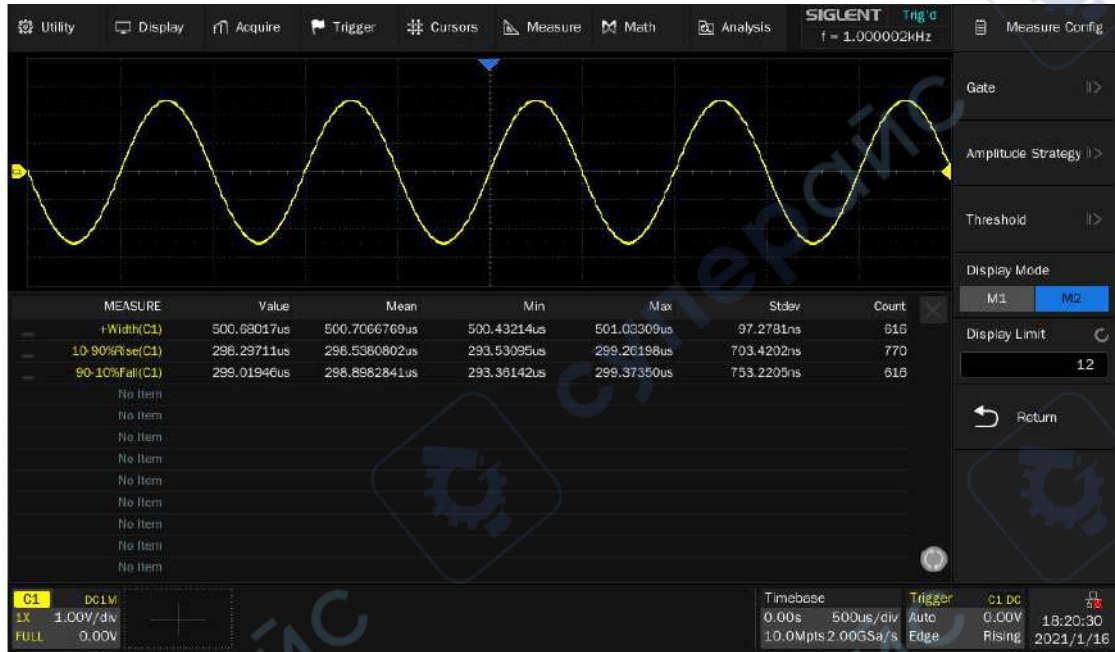 Utility Display Acquire Trigger Cursors Measure Math Analysis SIGLENT Trig'd Measure Config
f = 1.000002kHz
Gate
Amplitude Strategy
Threshold
Display Mode
M1 M2
Display Limit
12
Return
MEASURE Value Mean Min Max Stdev Count
+Width(C1) 500.68017us 500.7066769us 500.43214us 501.03309us 97.2781ns 616
10-90%Rise(C1) 298.29711us 298.5380802us 293.53095us 299.26198us 703.4202ns 770
90-10%Fall(C1) 299.01946us 298.8982841us 293.36142us 299.37350us 753.2205ns 616
No Item
No Item
No Item
No Item
No Item
No Item
No Item
No Item
No Item
C1 DC1M
1X 1.00V/div
FULL 0.00V
Timebase
0.00s 500us/div
10.0Mpts 2.00GSa/s
Trigger C1 DC
Auto 0.00V
Edge Rising
18:20:30
2021/1/16
суперайс